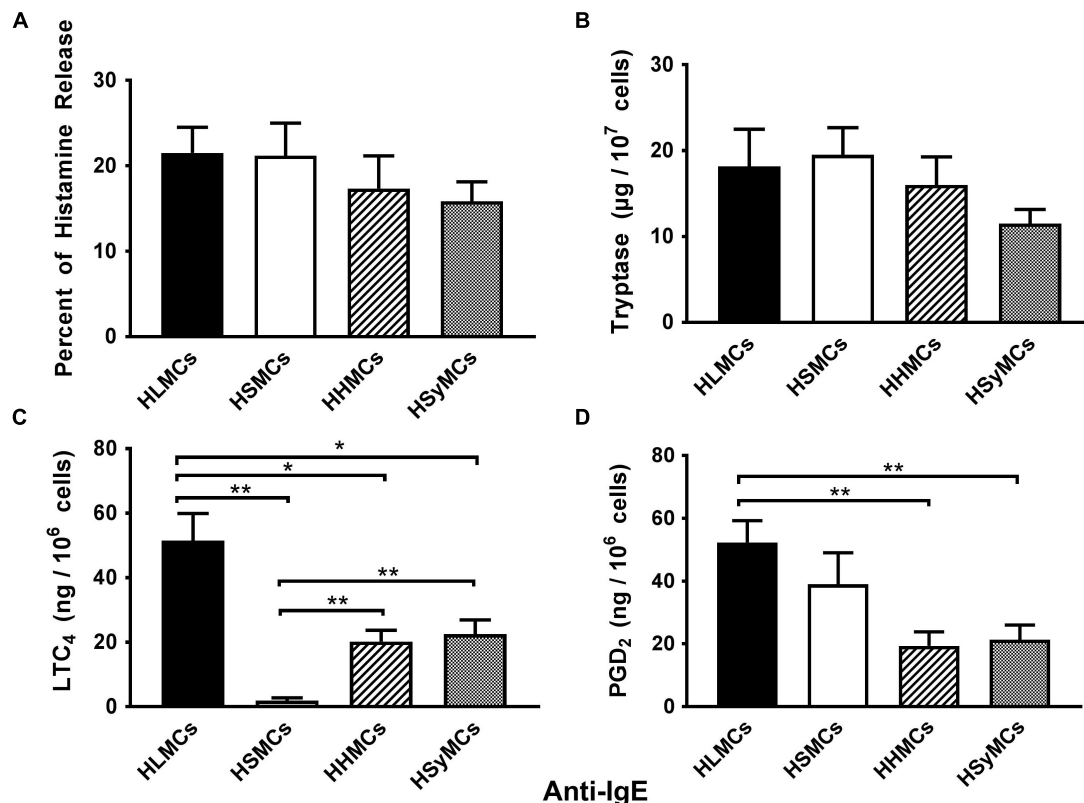 A
Percent of Histamine Release
30
20
10
0
HLMCs
HSMCs
HHMCs
HSyMCs
B
Tryptase (µg / 10⁷ cells)
30
20
10
0
HLMCs
HSMCs
HHMCs
HSyMCs
C
LTC₄ (ng / 10⁶ cells)
80
60
40
20
0
*
*
**
**
**
HLMCs
HSMCs
HHMCs
HSyMCs
D
PGD₂ (ng / 10⁶ cells)
80
60
40
20
0
**
**
HLMCs
HSMCs
HHMCs
HSyMCs
Anti-IgE